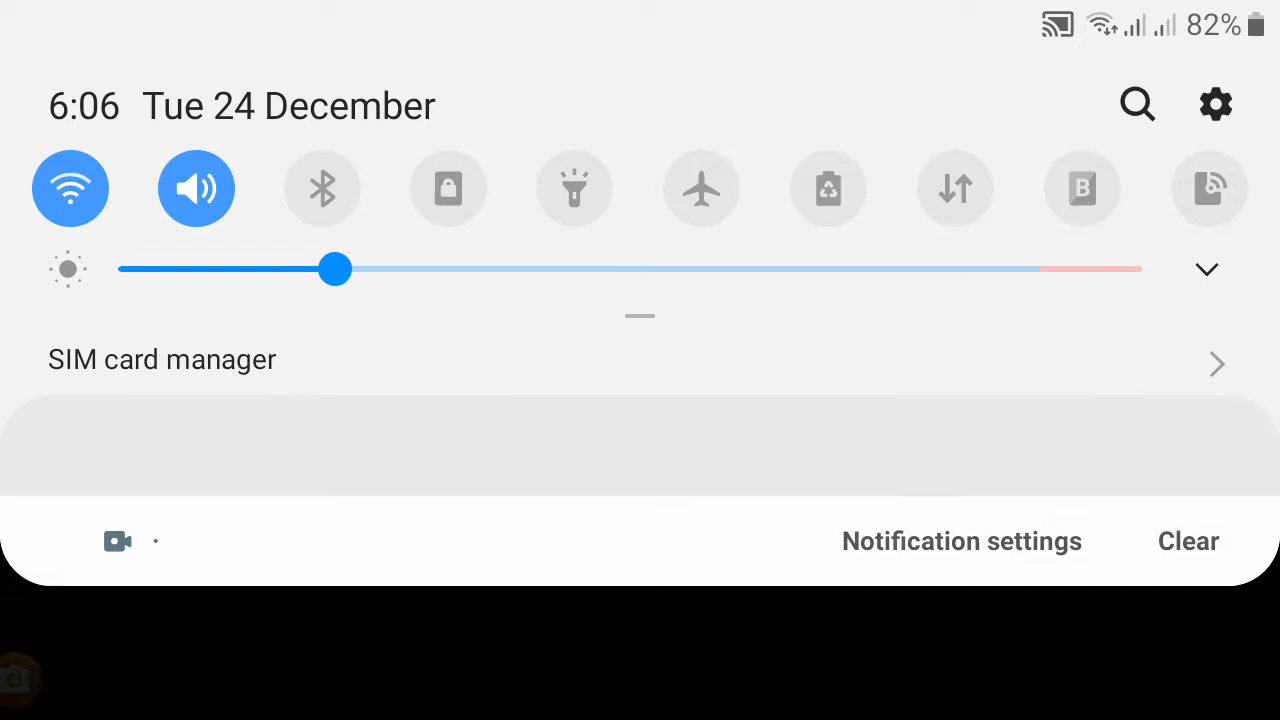 82%
6:06 Tue 24 December
B
SIM card manager
Notification settings Clear